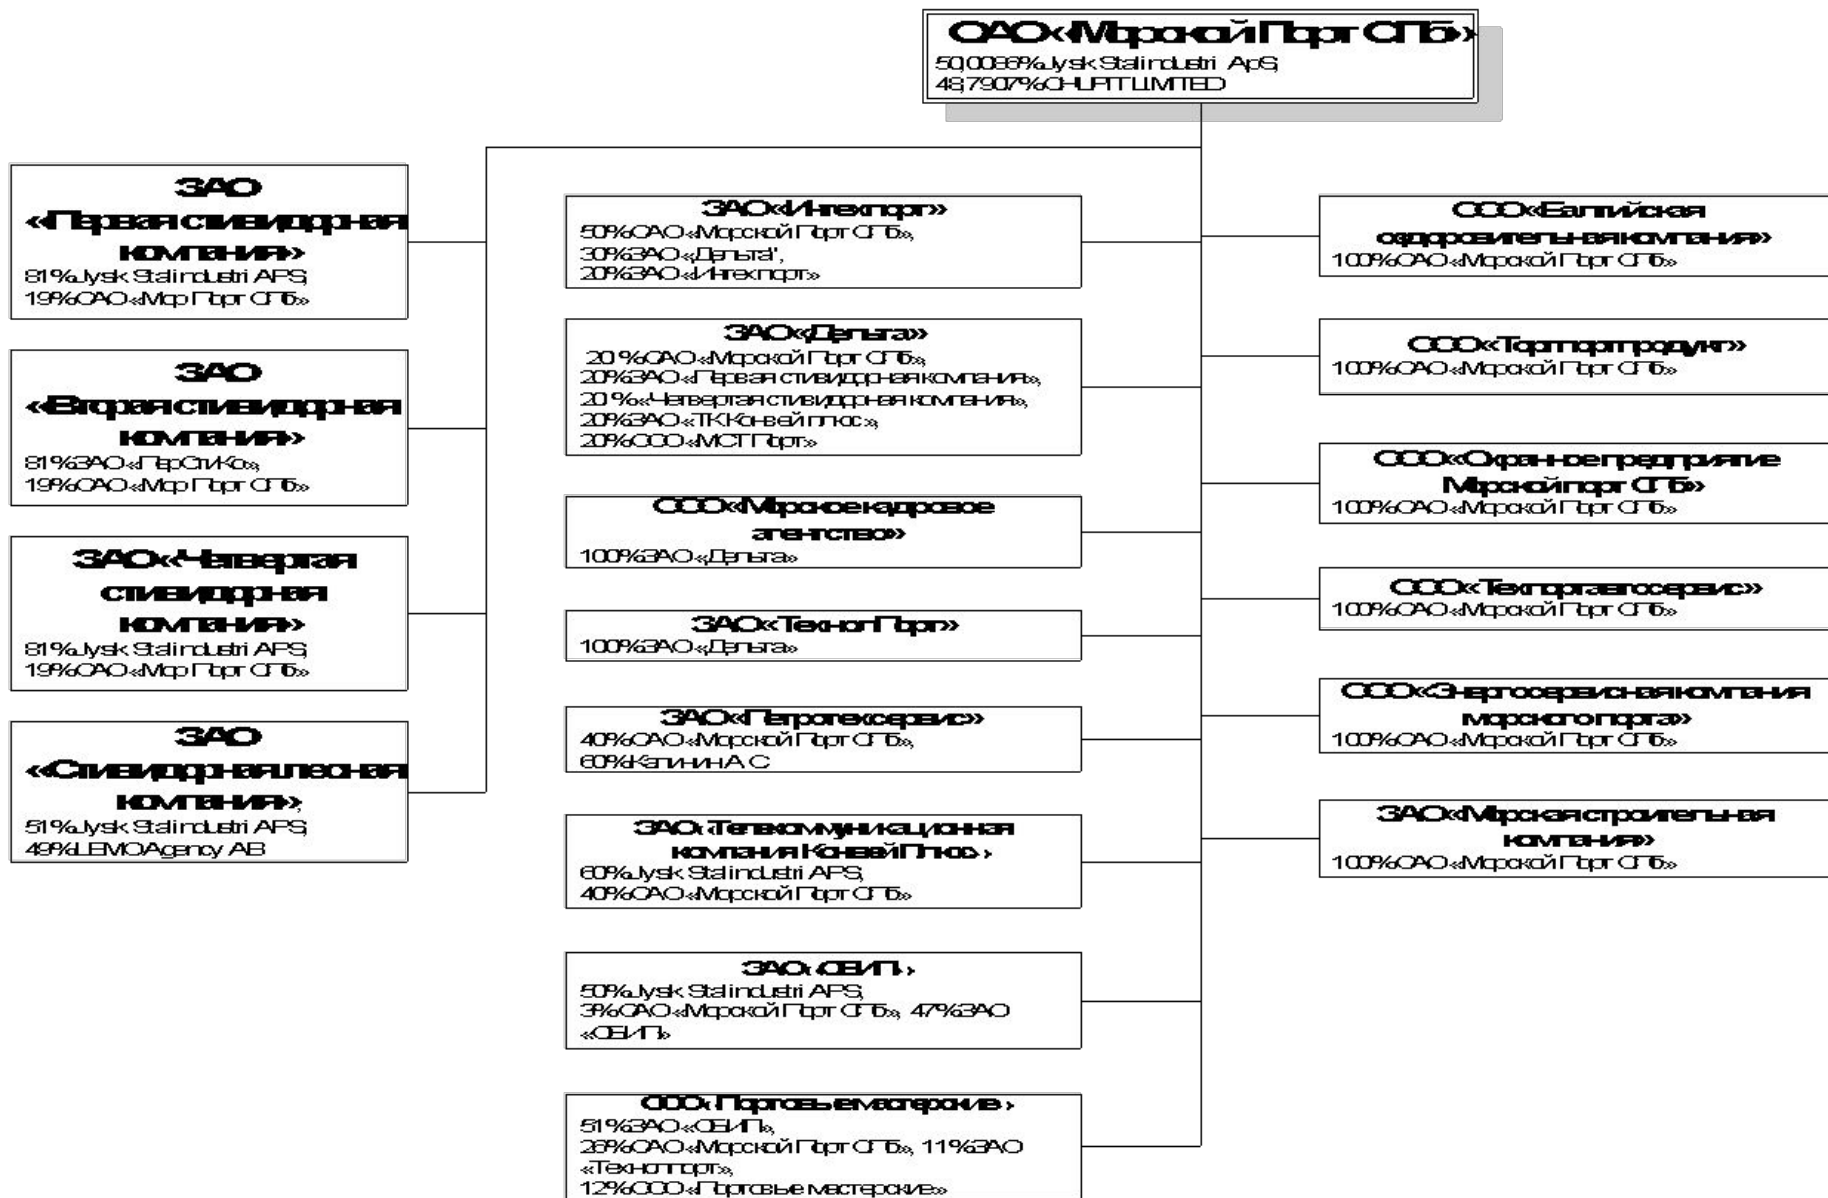 ОАО «Морской Порт СПб»
50,0086% Jysk Stalindustri ApS,
48,7907% CHUPIT LIMITED
ЗАО
«Первая стивидорная
компания»
81% Jysk Stalindustri APS,
19% ОАО «Мор Порт СПб»
ЗАО
«Вторая стивидорная
компания»
81% ЗАО «ПерСтиКо»,
19% ОАО «Мор Порт СПб»
ЗАО «Четвертая
стивидорная
компания»
81% Jysk Stalindustri APS,
19% ОАО «Мор Порт СПб»
ЗАО
«Стивидорная лесная
компания»,
51% Jysk Stalindustri APS,
49% LEMO Agency AB
ЗАО «Интехпорт»
50% ОАО «Морской Порт СПб»,
30% ЗАО «Дельта",
20% ЗАО «Интехпорт»
ЗАО «Дельта»
20 % ОАО «Морской Порт СПб»,
20% ЗАО «Первая стивидорная компания»,
20 % «Четвертая стивидорная компания»,
20% ЗАО «ТК Конвей плюс»,
20% ООО «МСТ Порт»
ООО «Морское кадровое
агентство»
100% ЗАО «Дельта»
ЗАО «Техноп Порт»
100% ЗАО «Дельта»
ЗАО «Петротексервис»
40% ОАО «Морской Порт СПб»,
60% Калинин А С
ЗАО «Телекоммуникационная
компания Конвей Плюс»
60% Jysk Stalindustri APS,
40% ОАО «Морской Порт СПб»
ЗАО «ОБИП»
50% Jysk Stalindustri APS,
3% ОАО «Морской Порт СПб», 47% ЗАО
«ОБИП»
ООО «Портовые мастерские»
51% ЗАО «ОБИП»,
26% ОАО «Морской Порт СПб», 11% ЗАО
«Техноппорт»,
12% ООО «Портовые мастерские»
ООО «Балтийская
оздоровительная компания»
100% ОАО «Морской Порт СПб»
ООО «Торгпортпродукт»
100% ОАО «Морской Порт СПб»
ООО «Охранное предприятие
Морской порт СПб»
100% ОАО «Морской Порт СПб»
ООО «Техпортавтосервис»
100% ОАО «Морской Порт СПб»
ООО «Энергосервисная компания
морского порта»
100% ОАО «Морской Порт СПб»
ЗАО «Морская строительная
компания»
100% ОАО «Морской Порт СПб»